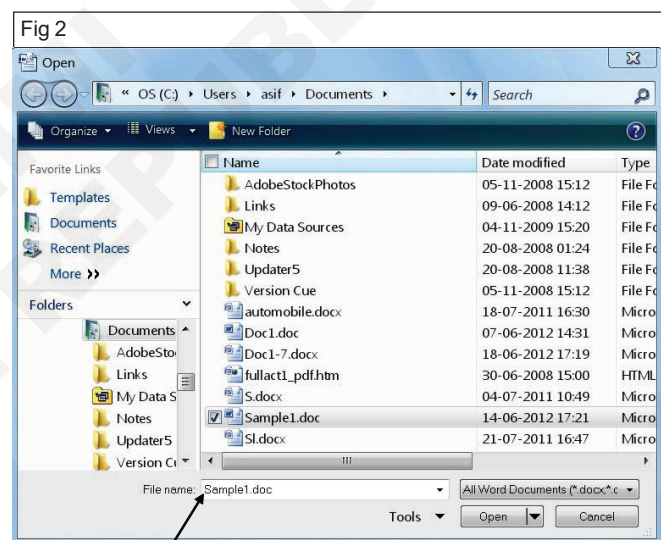 Fig 2
Open
« OS (C:) ▸ Users ▸ asif ▸ Documents ▸ Search
Organize Views New Folder
Favorite Links
Templates
Documents
Recent Places
More »
Folders
Documents
AdobeSto
Links
My Data S
Notes
Updater5
Version Cu
Name Date modified Type
AdobeStockPhotos 05-11-2008 15:12 File Fo
Links 09-06-2008 14:12 File Fo
My Data Sources 04-11-2009 15:20 File Fo
Notes 20-08-2008 01:24 File Fo
Updater5 20-08-2008 11:38 File Fo
Version Cue 05-11-2008 15:12 File Fo
automobile.docx 18-07-2011 16:30 Micro
Doc1.doc 07-06-2012 14:31 Micro
Doc1-7.docx 18-06-2012 17:19 Micro
fullact1_pdf.htm 30-06-2008 15:00 HTML
S.docx 04-07-2011 10:49 Micro
Sample1.doc 14-06-2012 17:21 Micro
Sl.docx 21-07-2011 16:47 Micro
File name: Sample1.doc All Word Documents (*.docx;*.c
Tools Open Cancel